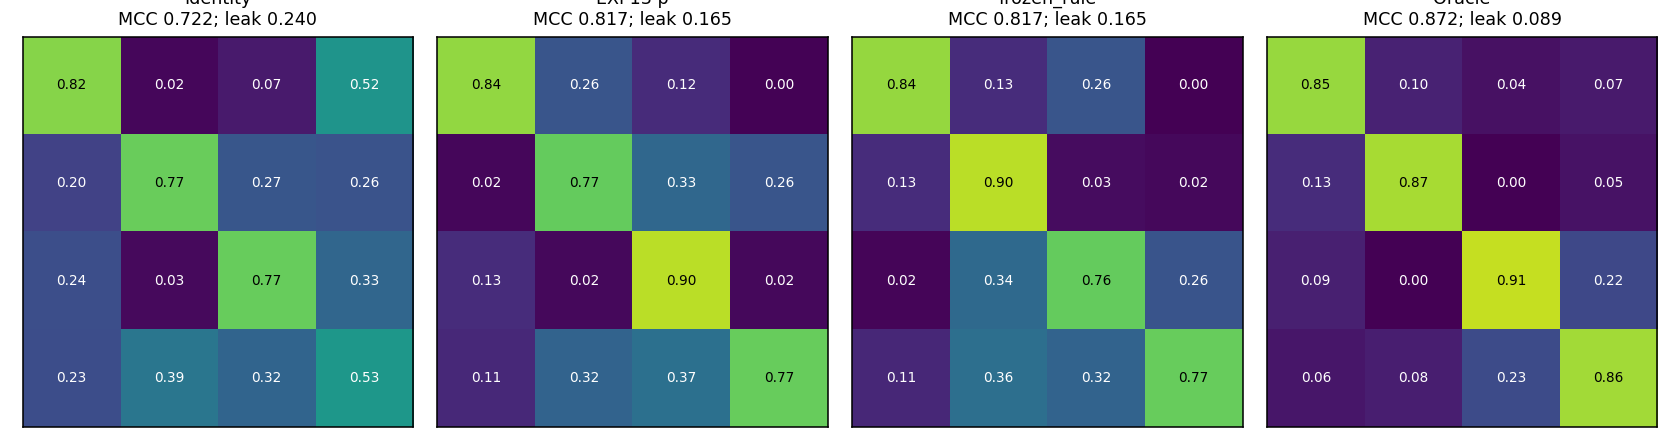 Identity
MCC 0.722; leak 0.240
0.82 0.02 0.07 0.52
0.20 0.77 0.27 0.26
0.24 0.03 0.77 0.33
0.23 0.39 0.32 0.53
MCC 0.817; leak 0.165
0.84 0.26 0.12 0.00
0.02 0.77 0.33 0.26
0.13 0.02 0.90 0.02
0.11 0.32 0.37 0.77
frozen_rule
MCC 0.817; leak 0.165
0.84 0.13 0.26 0.00
0.13 0.90 0.03 0.02
0.02 0.34 0.76 0.26
0.11 0.36 0.32 0.77
Oracle
MCC 0.872; leak 0.089
0.85 0.10 0.04 0.07
0.13 0.87 0.00 0.05
0.09 0.00 0.91 0.22
0.06 0.08 0.23 0.86